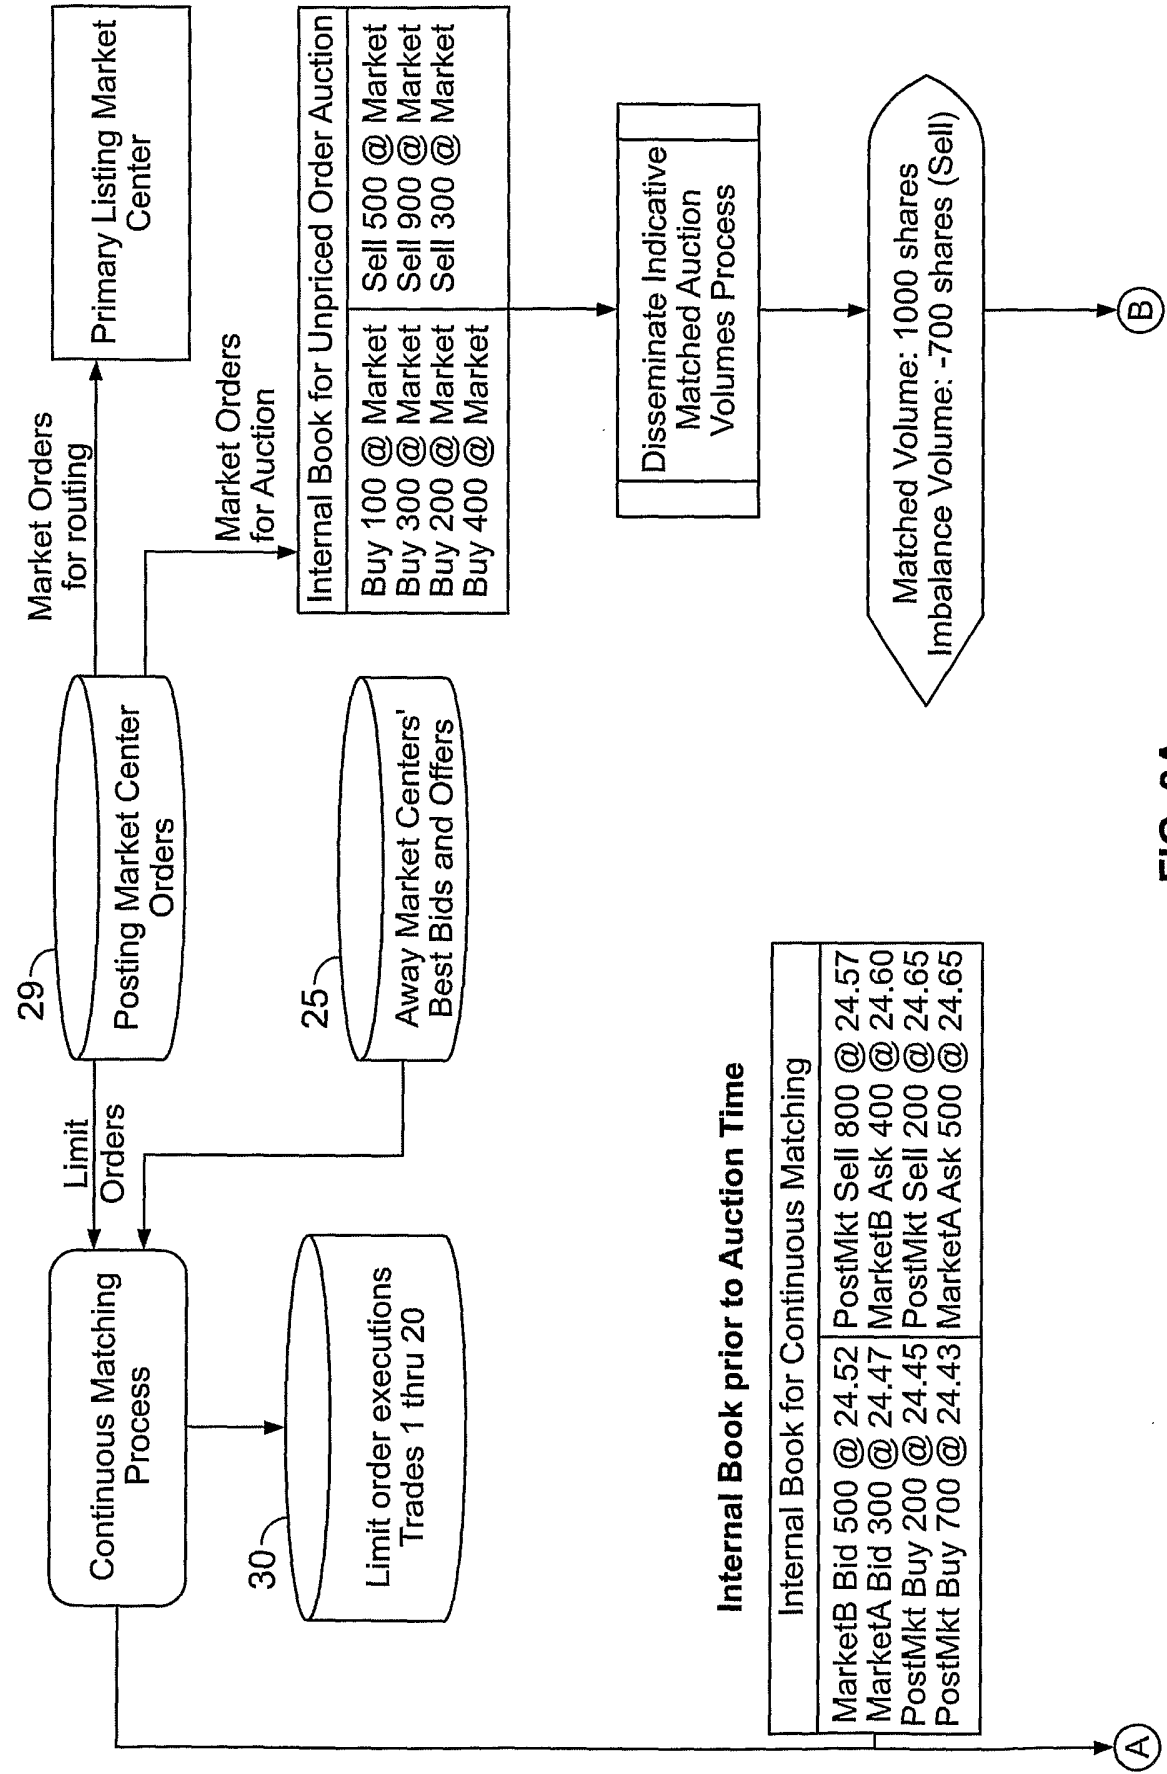 29
Continuous Matching
Process
Limit
Orders
Posting Market Center
Orders
Market Orders
for routing
Primary Listing Market
Center
30
Limit order executions
Trades 1 thru 20
25
Away Market Centers'
Best Bids and Offers
Market Orders
for Auction
Internal Book for Unpriced Order Auction
Buy 100 @ Market Sell 500 @ Market
Buy 300 @ Market Sell 900 @ Market
Buy 200 @ Market Sell 300 @ Market
Buy 400 @ Market
Disseminate Indicative
Matched Auction
Volumes Process
Internal Book prior to Auction Time
Internal Book for Continuous Matching
MarketB Bid 500 @ 24.52 PostMkt Sell 800 @ 24.57
MarketA Bid 300 @ 24.47 MarketB Ask 400 @ 24.60
PostMkt Buy 200 @ 24.45 PostMkt Sell 200 @ 24.65
PostMkt Buy 700 @ 24.43 MarketA Ask 500 @ 24.65
Matched Volume: 1000 shares
Imbalance Volume: -700 shares (Sell)
A
B